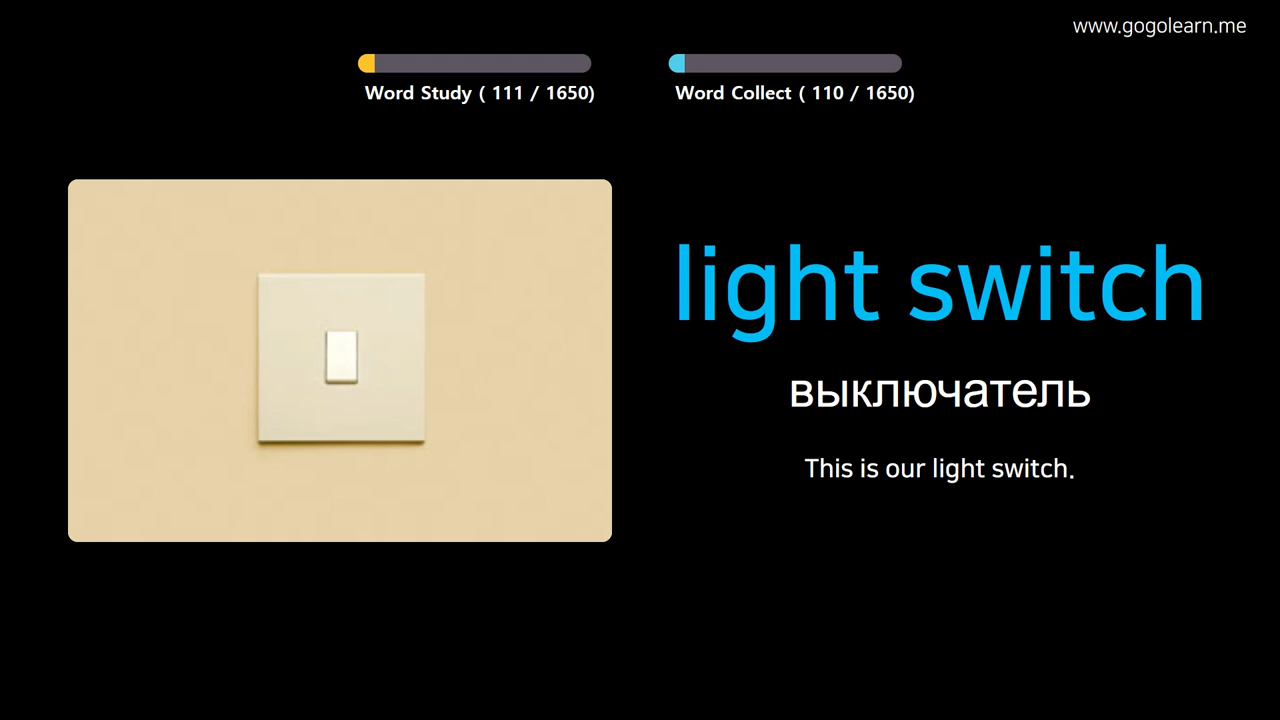 www.gogolearn.me
Word Study ( 111 / 1650)
Word Collect ( 110 / 1650)
light switch
выключатель
This is our light switch.